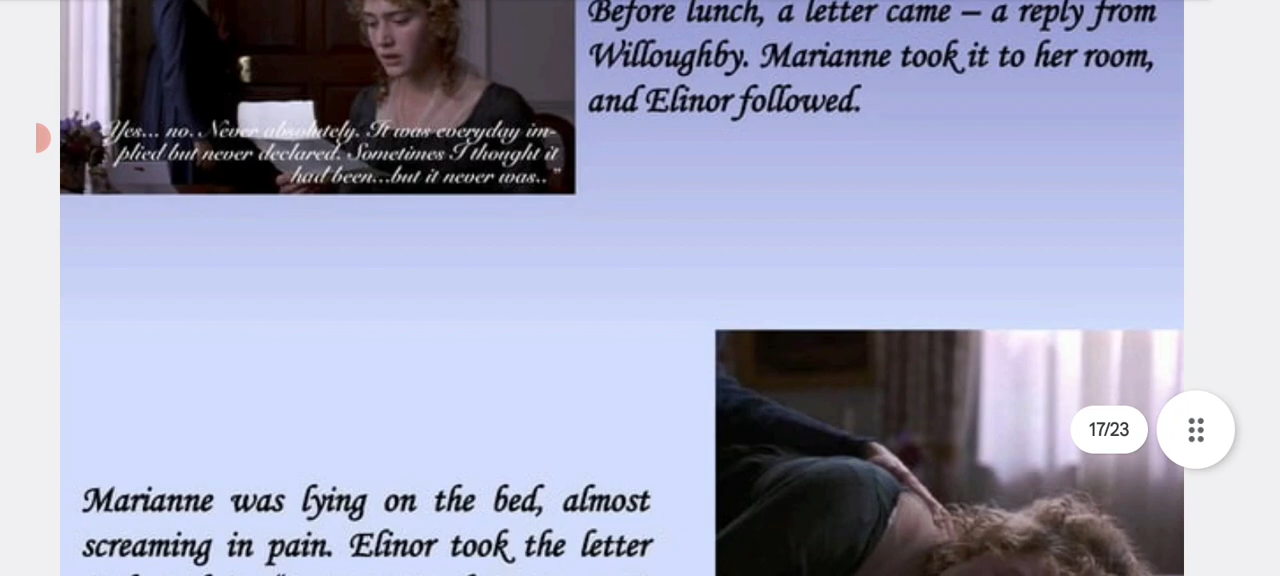 Before lunch, a letter came – a reply from
Willoughby. Marianne took it to her room,
and Elinor followed.
Yes... no. Never absolutely. It was everyday im-
plied but never declared. Sometimes I thought it
had been...but it never was.. "
17/23
Marianne was lying on the bed, almost
screaming in pain. Elinor took the letter